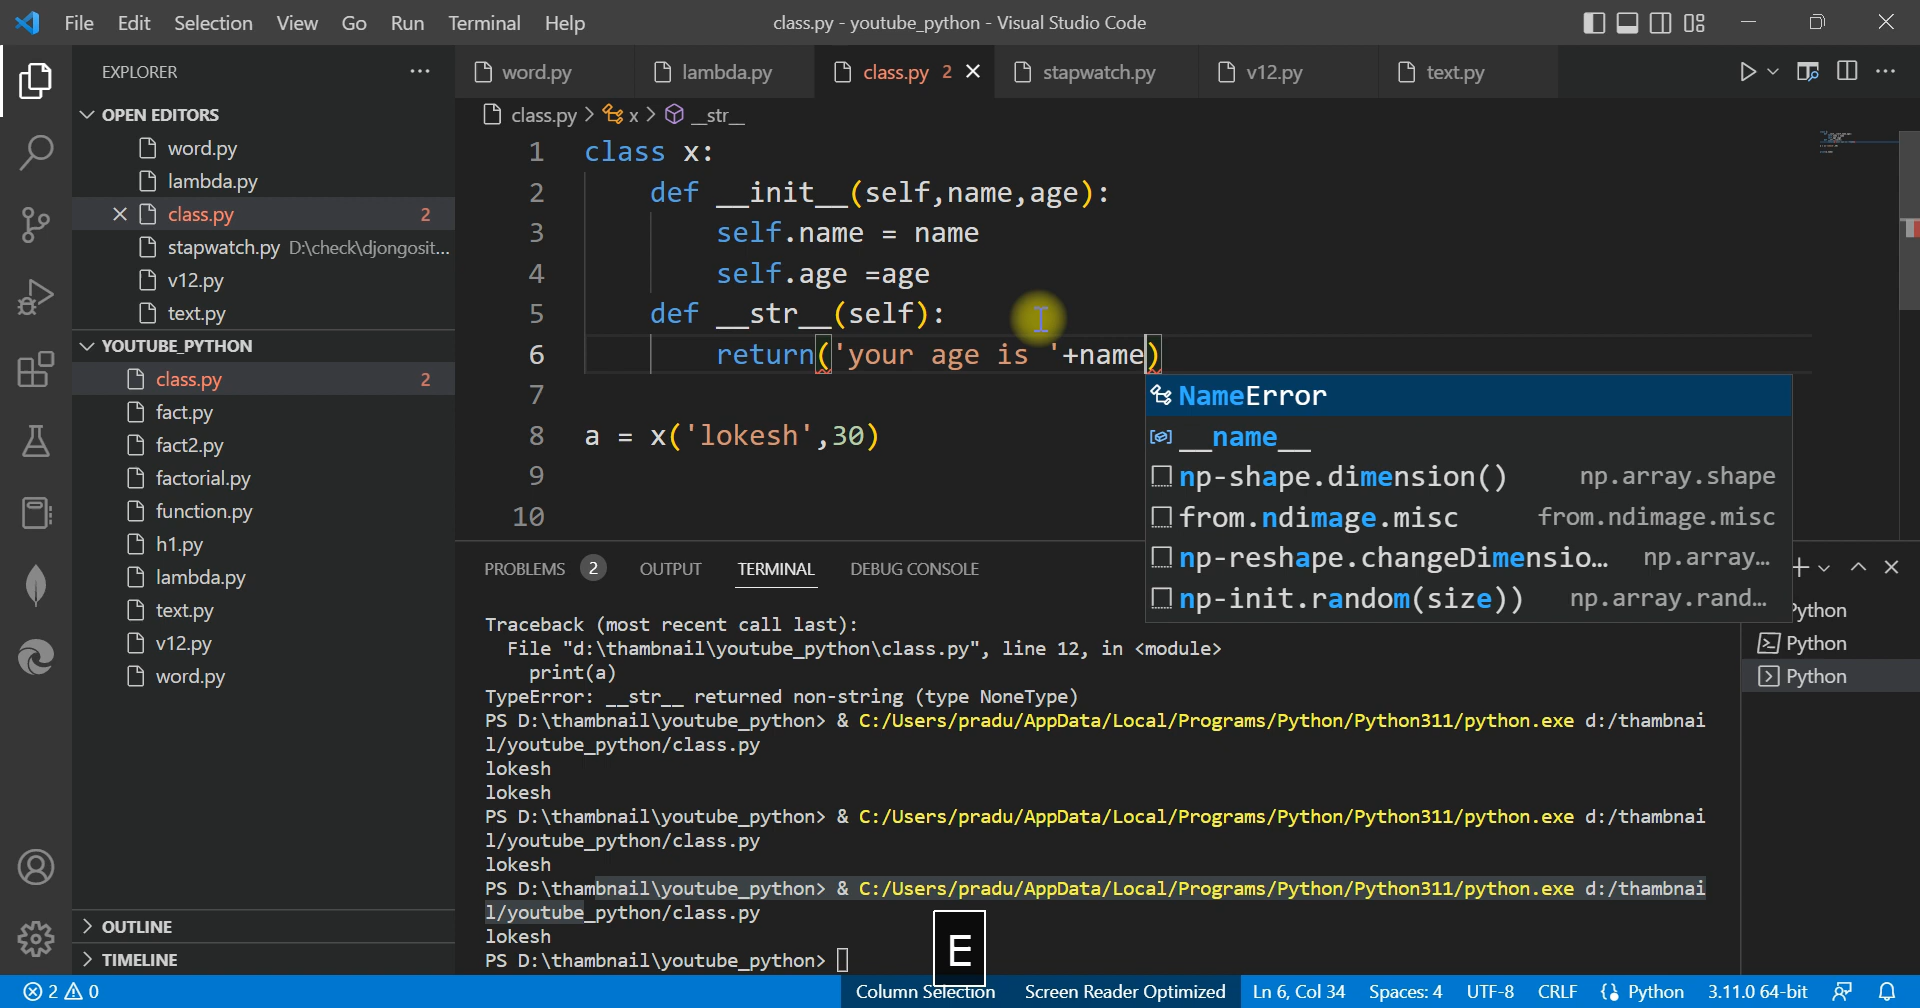 File Edit Selection View Go Run Terminal Help
class.py - youtube_python - Visual Studio Code
EXPLORER
OPEN EDITORS
word.py
lambda.py
class.py 2
stapwatch.py D:\check\djongosit...
v12.py
text.py
YOUTUBE_PYTHON
class.py 2
fact.py
fact2.py
factorial.py
function.py
h1.py
lambda.py
text.py
v12.py
word.py
OUTLINE
TIMELINE
word.py lambda.py class.py 2 stapwatch.py v12.py text.py
class.py > x > __str__
1 class x:
2 def __init__(self,name,age):
3 self.name = name
4 self.age =age
5 def __str__(self):
6 return('your age is '+name)
7
8 a = x('lokesh',30)
9
10
NameError
__name__
np-shape.dimension() np.array.shape
from.ndimage.misc from.ndimage.misc
np-reshape.changeDimensio... np.array...
np-init.random(size)) np.array.rand...
PROBLEMS 2 OUTPUT TERMINAL DEBUG CONSOLE
Traceback (most recent call last):
File "d:\thambnail\youtube_python\class.py", line 12, in <module>
print(a)
TypeError: __str__ returned non-string (type NoneType)
PS D:\thambnail\youtube_python> & C:/Users/pradu/AppData/Local/Programs/Python/Python311/python.exe d:/thambnai
l/youtube_python/class.py
lokesh
lokesh
PS D:\thambnail\youtube_python> & C:/Users/pradu/AppData/Local/Programs/Python/Python311/python.exe d:/thambnai
l/youtube_python/class.py
lokesh
PS D:\thambnail\youtube_python> & C:/Users/pradu/AppData/Local/Programs/Python/Python311/python.exe d:/thambnai
l/youtube_python/class.py
lokesh
PS D:\thambnail\youtube_python>
ython
Python
Python
E
2 0
Column Selection Screen Reader Optimized Ln 6, Col 34 Spaces: 4 UTF-8 CRLF Python 3.11.0 64-bit